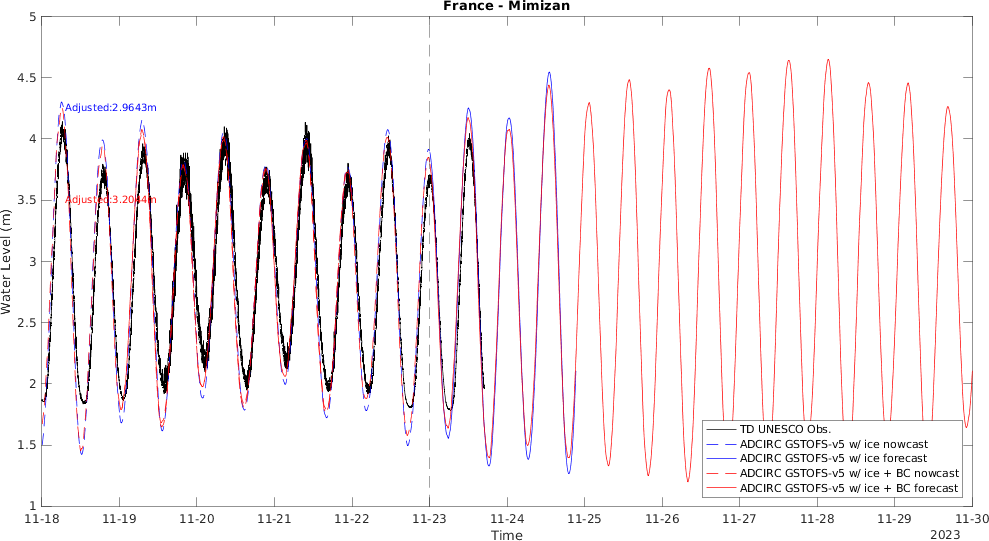 France - Mimizan
5
4.5
4
3.5
3
2.5
2
1.5
1
Water Level (m)
Adjusted:2.9643m
Adjusted:3.2044m
TD UNESCO Obs.
ADCIRC GSTOFS-v5 w/ ice nowcast
ADCIRC GSTOFS-v5 w/ ice forecast
ADCIRC GSTOFS-v5 w/ ice + BC nowcast
ADCIRC GSTOFS-v5 w/ ice + BC forecast
11-18 11-19 11-20 11-21 11-22 11-23 11-24 11-25 11-26 11-27 11-28 11-29 11-30
Time
2023